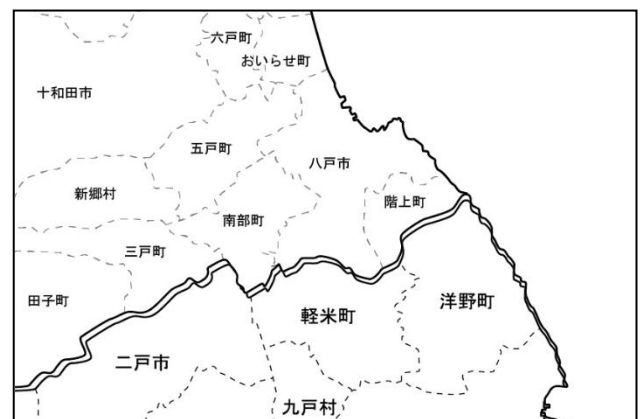 六戸町
おいらせ町
十和田市
五戸町
八戸市
新郷村
階上町
南部町
三戸町
田子町
洋野町
軽米町
二戸市
九戸村